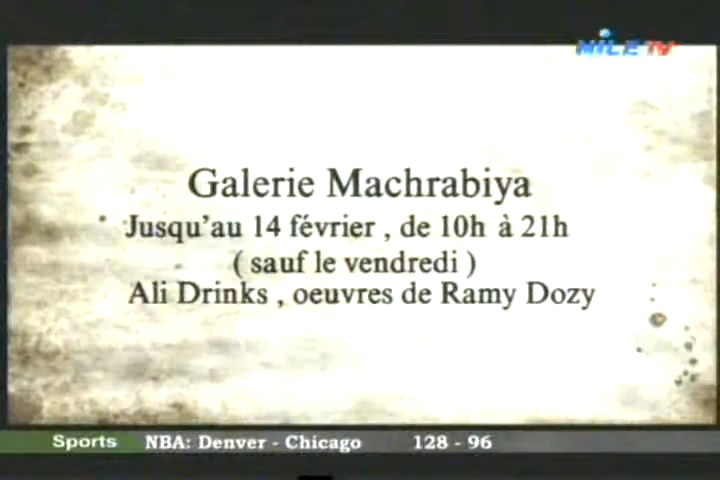 NiLE TV
Galerie Machrabiya
Jusqu'au 14 février , de 10h à 21h
( sauf le vendredi )
Ali Drinks , oeuvres de Ramy Dozy
Sports NBA: Denver - Chicago 128 - 96